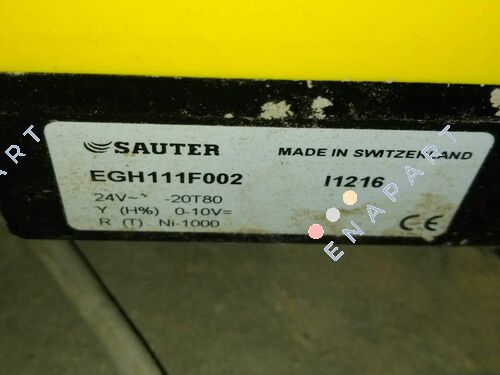 SAUTER MADE IN SWITZERLAND
EGH111F002 I1216
24V~ -20T80
Y (H%) 0-10V=
R (T) Ni-1000
CE
ENAPART
ENAPART